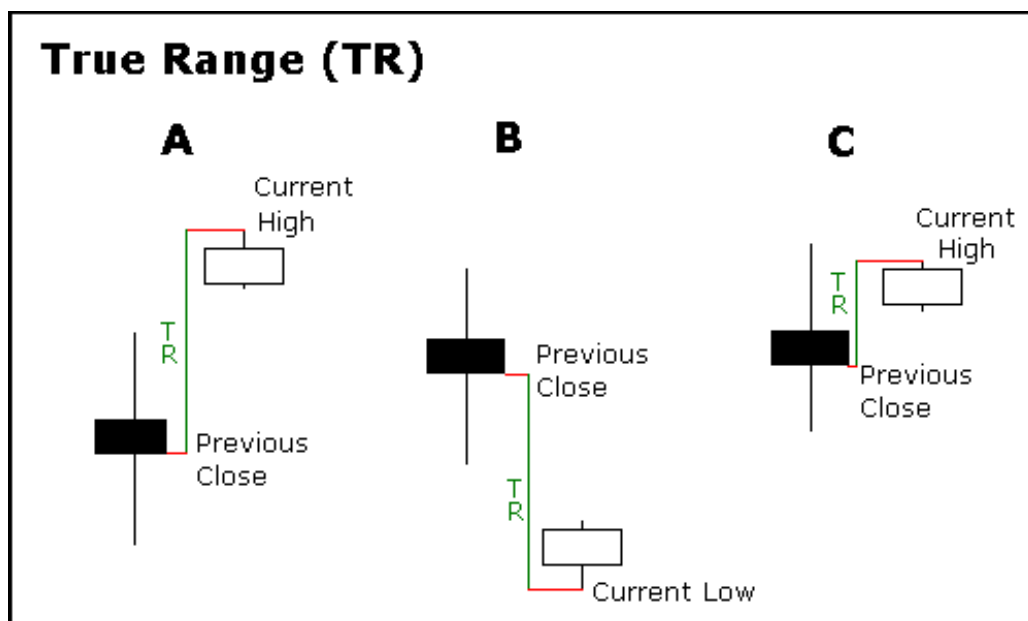 True Range (TR)
A
B
C
Current
High
T
R
Previous
Close
Previous
Close
T
R
Current Low
Current
High
T
R
Previous
Close